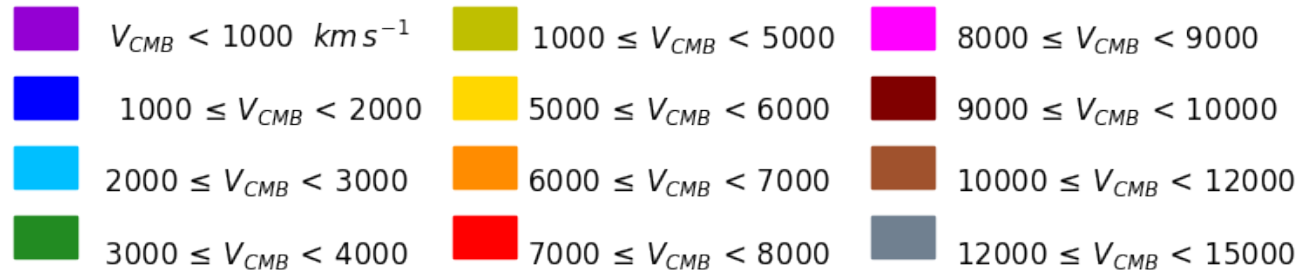 V_CMB < 1000 km s⁻¹
1000 ≤ V_CMB < 2000
2000 ≤ V_CMB < 3000
3000 ≤ V_CMB < 4000
1000 ≤ V_CMB < 5000
5000 ≤ V_CMB < 6000
6000 ≤ V_CMB < 7000
7000 ≤ V_CMB < 8000
8000 ≤ V_CMB < 9000
9000 ≤ V_CMB < 10000
10000 ≤ V_CMB < 12000
12000 ≤ V_CMB < 15000